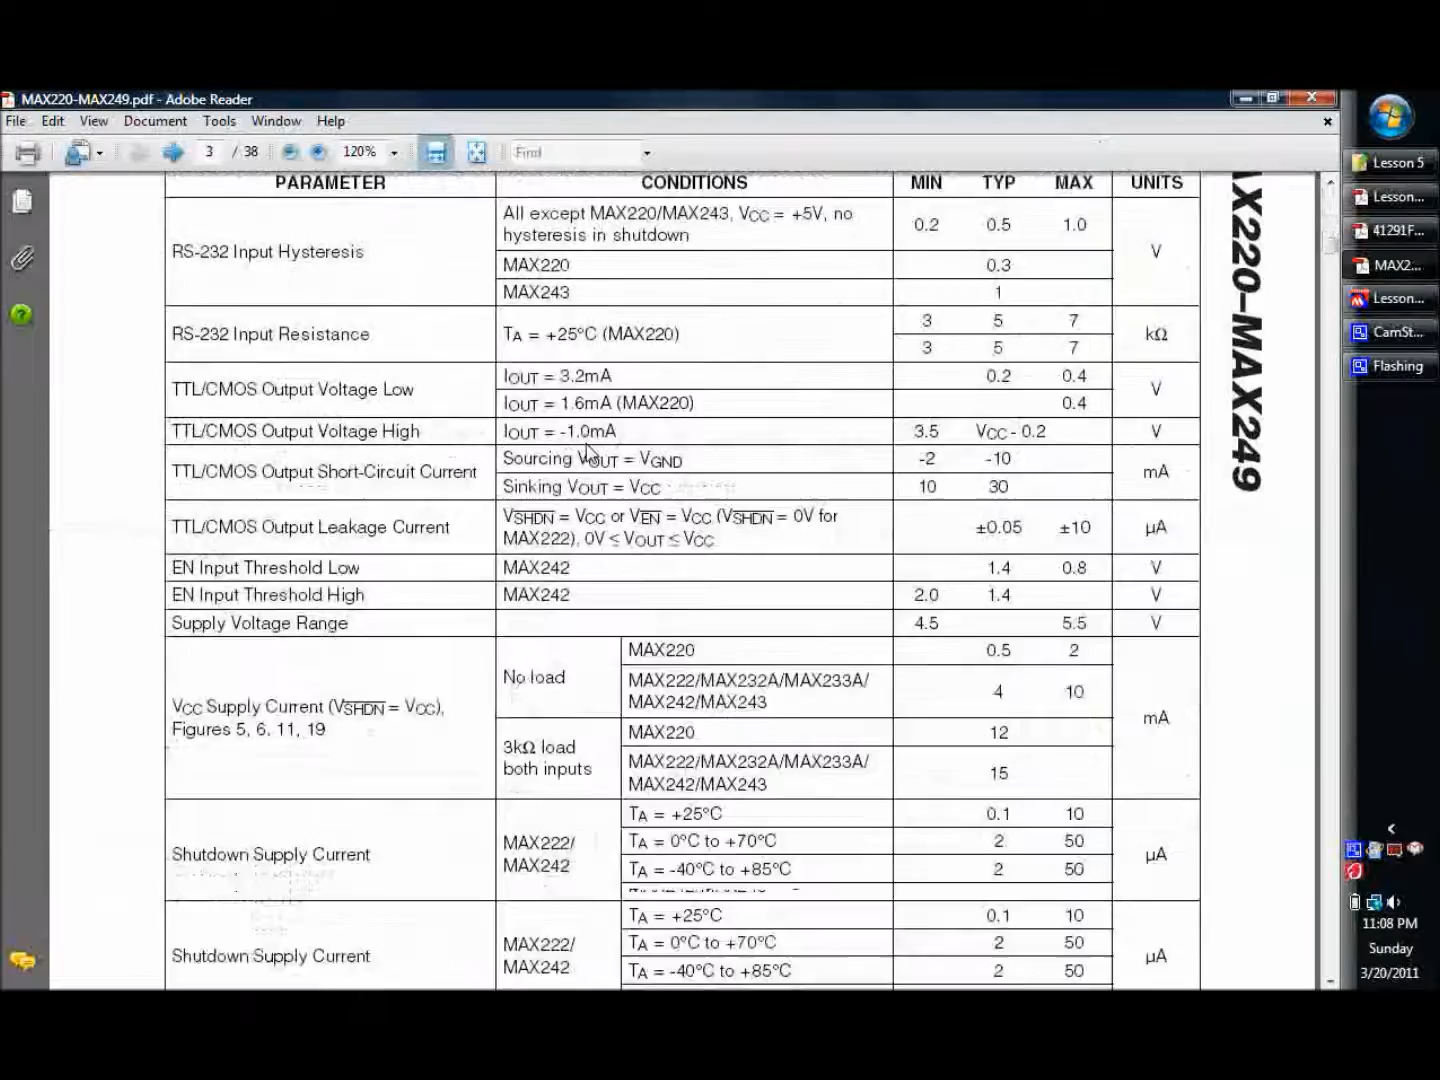 MAX220-MAX249.pdf - Adobe Reader
File Edit View Document Tools Window Help
3 / 38 120% Find
PARAMETER CONDITIONS MIN TYP MAX UNITS
RS-232 Input Hysteresis
All except MAX220/MAX243, VCC = +5V, no
hysteresis in shutdown
0.2 0.5 1.0
V
MAX220 0.3
MAX243 1
RS-232 Input Resistance TA = +25°C (MAX220)
3 5 7
3 5 7
kΩ
TTL/CMOS Output Voltage Low
IOUT = 3.2mA 0.2 0.4
IOUT = 1.6mA (MAX220) 0.4
V
TTL/CMOS Output Voltage High IOUT = -1.0mA 3.5 VCC - 0.2 V
TTL/CMOS Output Short-Circuit Current
Sourcing VOUT = VGND -2 -10
Sinking VOUT = VCC 10 30
mA
TTL/CMOS Output Leakage Current
VSHDN = VCC or VEN = VCC (VSHDN = 0V for
MAX222), 0V ≤ VOUT ≤ VCC
±0.05 ±10 µA
EN Input Threshold Low MAX242 1.4 0.8 V
EN Input Threshold High MAX242 2.0 1.4 V
Supply Voltage Range 4.5 5.5 V
VCC Supply Current (VSHDN = VCC),
Figures 5, 6, 11, 19
No load
MAX220 0.5 2
MAX222/MAX232A/MAX233A/
MAX242/MAX243
4 10
3kΩ load
both inputs
MAX220 12
MAX222/MAX232A/MAX233A/
MAX242/MAX243
15
mA
Shutdown Supply Current
MAX222/
MAX242
TA = +25°C 0.1 10
TA = 0°C to +70°C 2 50
TA = -40°C to +85°C 2 50
µA
Shutdown Supply Current
MAX222/
MAX242
TA = +25°C 0.1 10
TA = 0°C to +70°C 2 50
TA = -40°C to +85°C 2 50
µA
AX220-MAX249
Lesson 5
Lesson...
41291F...
MAX2...
Lesson...
CamSt...
Flashing
11:08 PM
Sunday
3/20/2011